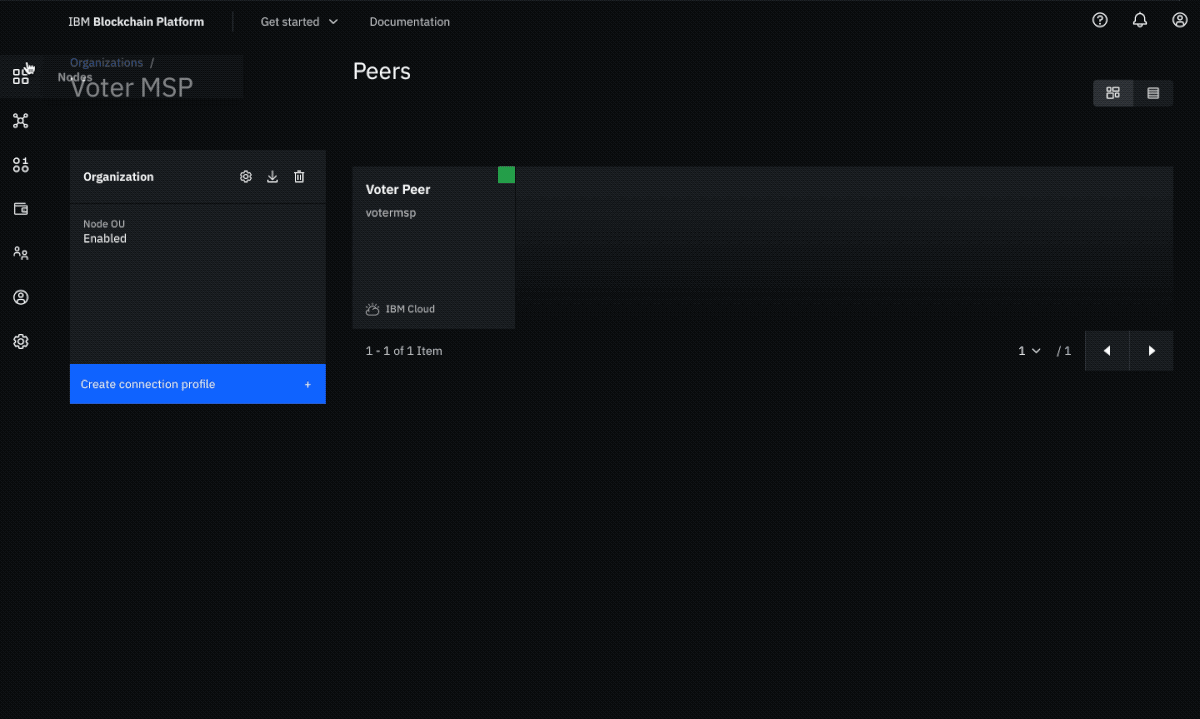 IBM Blockchain Platform
Get started
Documentation
Organizations /
Nodes
Voter MSP
Peers
Organization
Node OU
Enabled
Create connection profile +
Voter Peer
votermsp
IBM Cloud
1 - 1 of 1 Item
1
/ 1